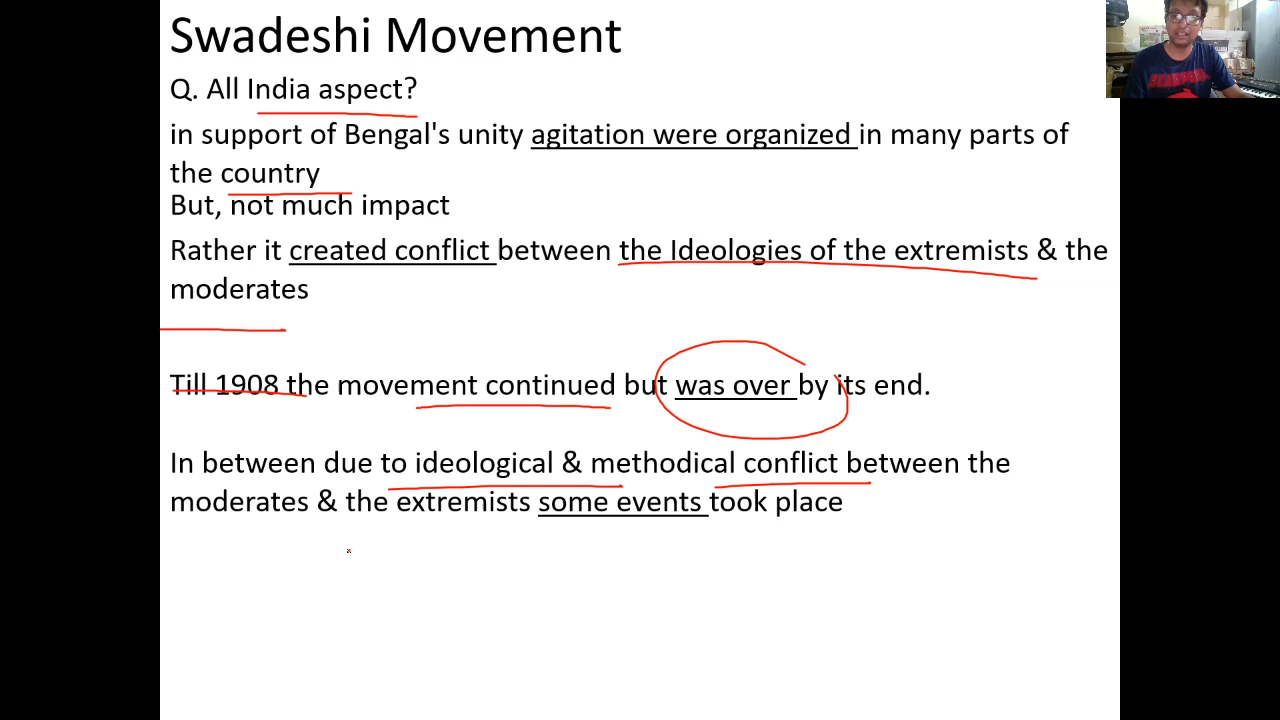 Swadeshi Movement
Q. All India aspect?
in support of Bengal's unity agitation were organized in many parts of
the country
But, not much impact
Rather it created conflict between the Ideologies of the extremists & the
moderates
Till 1908 the movement continued but was over by its end.
In between due to ideological & methodical conflict between the
moderates & the extremists some events took place